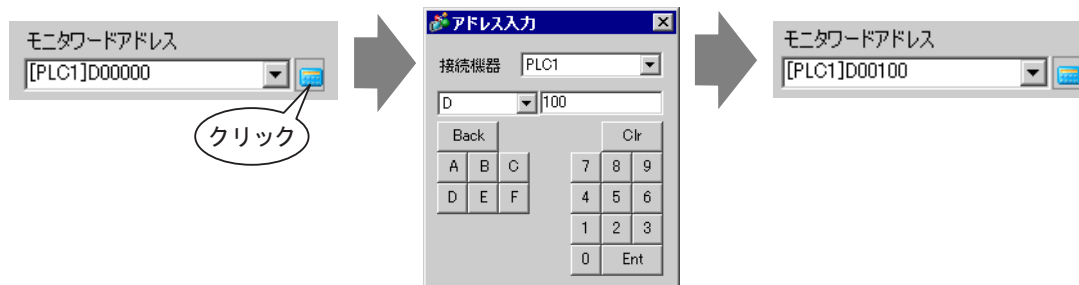 モニタワードアドレス
[PLC1]D00000
クリック
アドレス入力
接続機器 PLC1
D 100
Back Clr
A B C 7 8 9
D E F 4 5 6
1 2 3
0 Ent
モニタワードアドレス
[PLC1]D00100